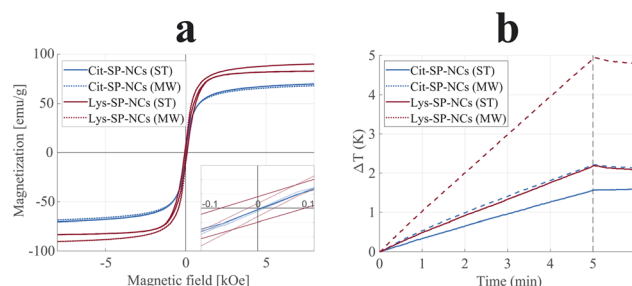 a
100
50
0
-50
-100
Magnetization [emu/g]
Cit-SP-NCs (ST)
Cit-SP-NCs (MW)
Lys-SP-NCs (ST)
Lys-SP-NCs (MW)
-0.1
0
0.1
-5
0
5
Magnetic field [kOe]
b
5
4
3
2
1
0
ΔT (K)
Cit-SP-NCs (ST)
Cit-SP-NCs (MW)
Lys-SP-NCs (ST)
Lys-SP-NCs (MW)
0
1
2
3
4
5
6
Time (min)